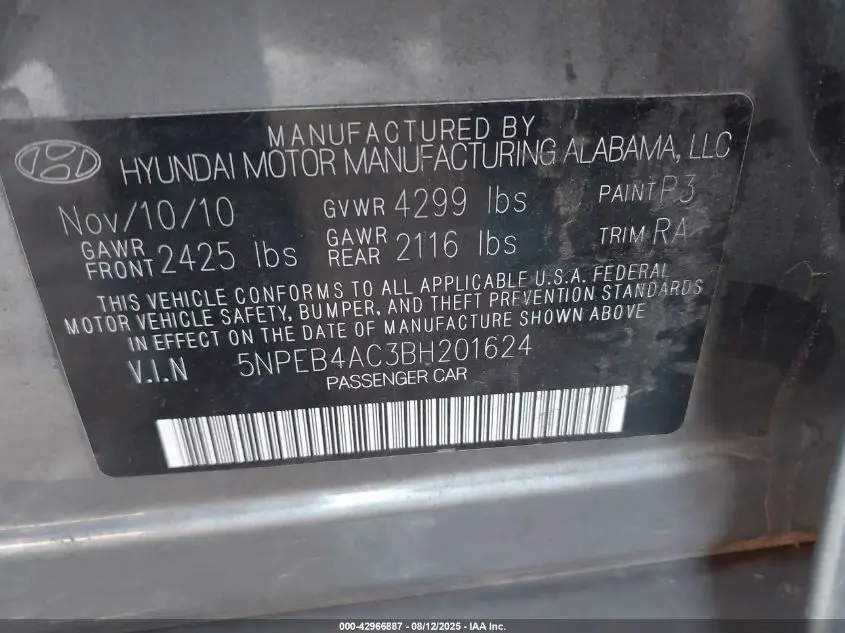 MANUFACTURED BY
HYUNDAI MOTOR MANUFACTURING ALABAMA, LLC
Nov/10/10 GVWR 4299 lbs PAINT P3
GAWR FRONT 2425 lbs GAWR REAR 2116 lbs TRIM RA
THIS VEHICLE CONFORMS TO ALL APPLICABLE U.S.A. FEDERAL
MOTOR VEHICLE SAFETY, BUMPER, AND THEFT PREVENTION STANDARDS
IN EFFECT ON THE DATE OF MANUFACTURE SHOWN ABOVE
V.I.N 5NPEB4AC3BH201624
PASSENGER CAR
000-42966887 - 08/12/2025 - IAA Inc.